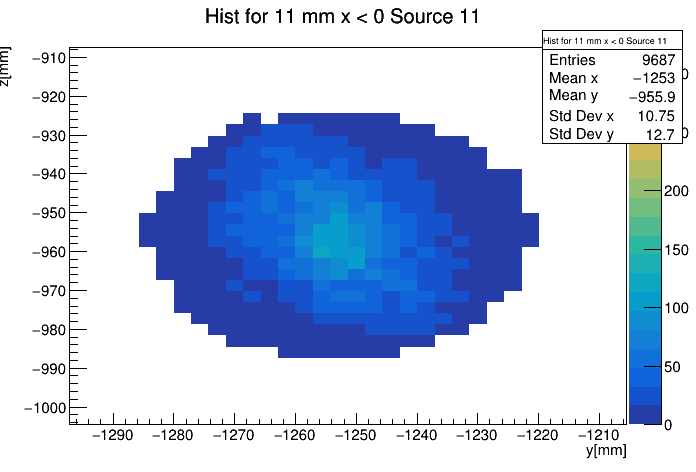 Hist for 11 mm x < 0 Source 11
z[mm]
Hist for 11 mm x < 0 Source 11
Entries 9687
Mean x −1253
Mean y −955.9
Std Dev x 10.75
Std Dev y 12.7
−910
−920
−930
−940
−950
−960
−970
−980
−990
−1000
200
150
100
50
0
−1290 −1280 −1270 −1260 −1250 −1240 −1230 −1220 −1210
y[mm]